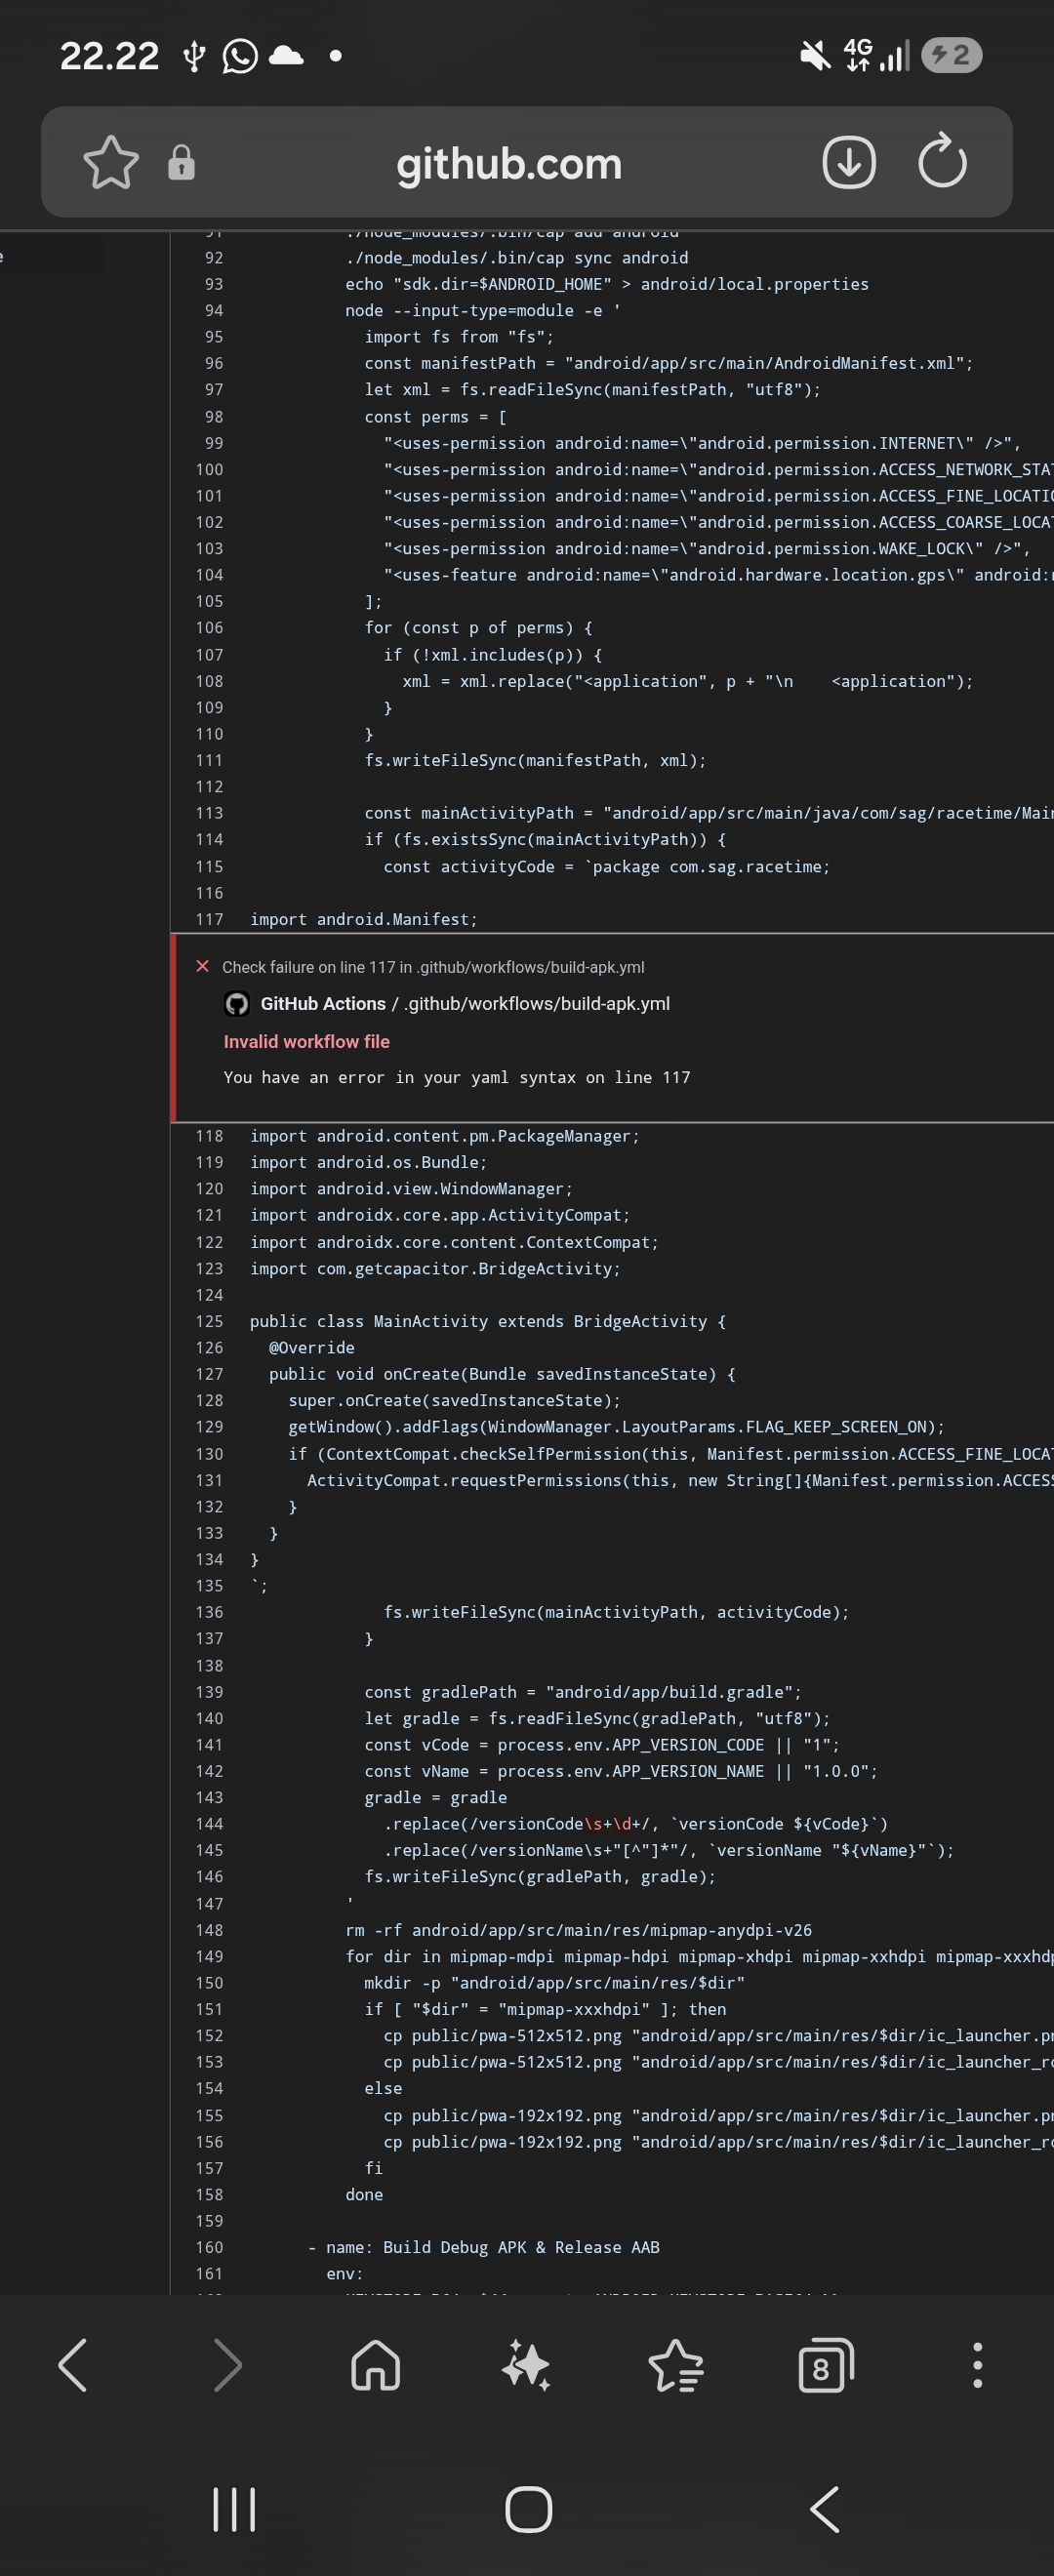 22.22
4G
2
github.com
e
91 ./node_modules/.bin/cap add android
92 ./node_modules/.bin/cap sync android
93 echo "sdk.dir=$ANDROID_HOME" > android/local.properties
94 node --input-type=module -e '
95 import fs from "fs";
96 const manifestPath = "android/app/src/main/AndroidManifest.xml";
97 let xml = fs.readFileSync(manifestPath, "utf8");
98 const perms = [
99 "<uses-permission android:name=\"android.permission.INTERNET\" />",
100 "<uses-permission android:name=\"android.permission.ACCESS_NETWORK_STAT
101 "<uses-permission android:name=\"android.permission.ACCESS_FINE_LOCATIO
102 "<uses-permission android:name=\"android.permission.ACCESS_COARSE_LOCAT
103 "<uses-permission android:name=\"android.permission.WAKE_LOCK\" />",
104 "<uses-feature android:name=\"android.hardware.location.gps\" android:r
105 ];
106 for (const p of perms) {
107 if (!xml.includes(p)) {
108 xml = xml.replace("<application", p + "\n    <application");
109 }
110 }
111 fs.writeFileSync(manifestPath, xml);
112
113 const mainActivityPath = "android/app/src/main/java/com/sag/racetime/Mai
114 if (fs.existsSync(mainActivityPath)) {
115 const activityCode = `package com.sag.racetime;
116
117 import android.Manifest;
Check failure on line 117 in .github/workflows/build-apk.yml
GitHub Actions / .github/workflows/build-apk.yml
Invalid workflow file
You have an error in your yaml syntax on line 117
118 import android.content.pm.PackageManager;
119 import android.os.Bundle;
120 import android.view.WindowManager;
121 import androidx.core.app.ActivityCompat;
122 import androidx.core.content.ContextCompat;
123 import com.getcapacitor.BridgeActivity;
124
125 public class MainActivity extends BridgeActivity {
126 @Override
127 public void onCreate(Bundle savedInstanceState) {
128 super.onCreate(savedInstanceState);
129 getWindow().addFlags(WindowManager.LayoutParams.FLAG_KEEP_SCREEN_ON);
130 if (ContextCompat.checkSelfPermission(this, Manifest.permission.ACCESS_FINE_LOCAT
131 ActivityCompat.requestPermissions(this, new String[]{Manifest.permission.ACCESS
132 }
133 }
134 }
135 `;
136 fs.writeFileSync(mainActivityPath, activityCode);
137 }
138
139 const gradlePath = "android/app/build.gradle";
140 let gradle = fs.readFileSync(gradlePath, "utf8");
141 const vCode = process.env.APP_VERSION_CODE || "1";
142 const vName = process.env.APP_VERSION_NAME || "1.0.0";
143 gradle = gradle
144 .replace(/versionCode\s+\d+/, `versionCode ${vCode}`)
145 .replace(/versionName\s+"[^"]*"/, `versionName "${vName}"`);
146 fs.writeFileSync(gradlePath, gradle);
147 '
148 rm -rf android/app/src/main/res/mipmap-anydpi-v26
149 for dir in mipmap-mdpi mipmap-hdpi mipmap-xhdpi mipmap-xxhdpi mipmap-xxxhdp
150 mkdir -p "android/app/src/main/res/$dir"
151 if [ "$dir" = "mipmap-xxxhdpi" ]; then
152 cp public/pwa-512x512.png "android/app/src/main/res/$dir/ic_launcher.pn
153 cp public/pwa-512x512.png "android/app/src/main/res/$dir/ic_launcher_ro
154 else
155 cp public/pwa-192x192.png "android/app/src/main/res/$dir/ic_launcher.pn
156 cp public/pwa-192x192.png "android/app/src/main/res/$dir/ic_launcher_ro
157 fi
158 done
159
160 - name: Build Debug APK & Release AAB
161 env:
8